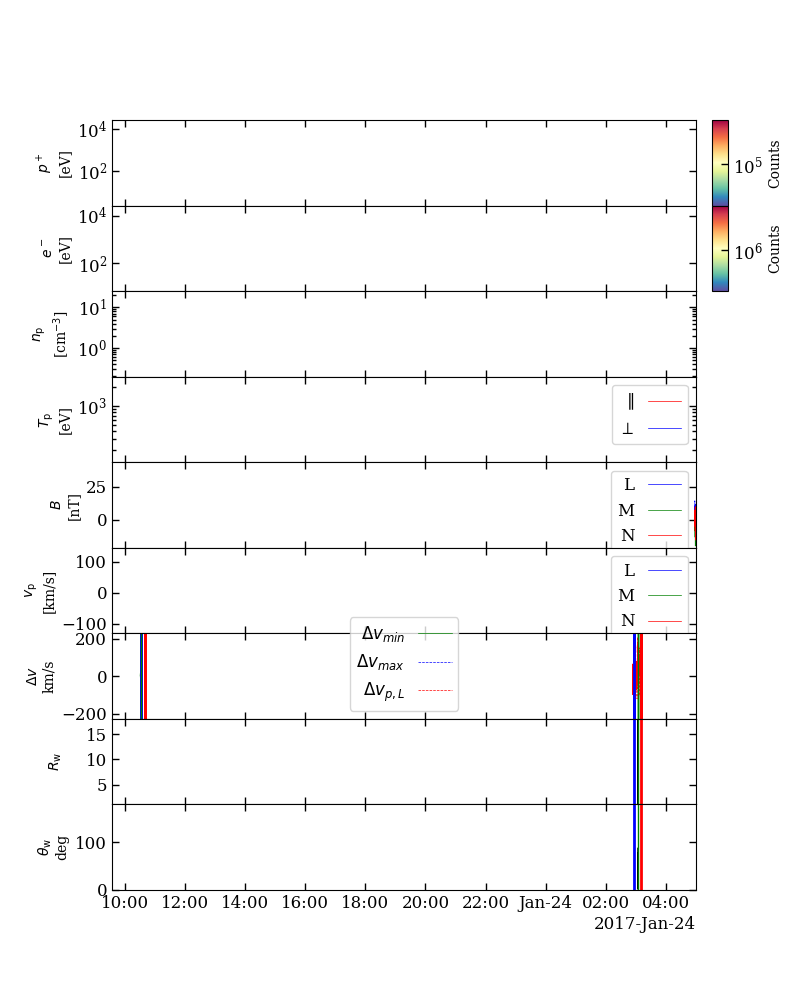 10⁴
10²
p⁺
[eV]
10⁵
Counts
10⁴
10²
e⁻
[eV]
10⁶
Counts
10¹
10⁰
nₚ
[cm⁻³]
10³
Tₚ
[eV]
∥
⊥
25
0
B
[nT]
L
M
N
100
0
−100
vₚ
[km/s]
L
M
N
200
0
−200
Δv
km/s
Δv_min
Δv_max
Δv_p,L
15
10
5
R_w
100
0
θ_w
deg
10:00 12:00 14:00 16:00 18:00 20:00 22:00 Jan-24 02:00 04:00
2017-Jan-24